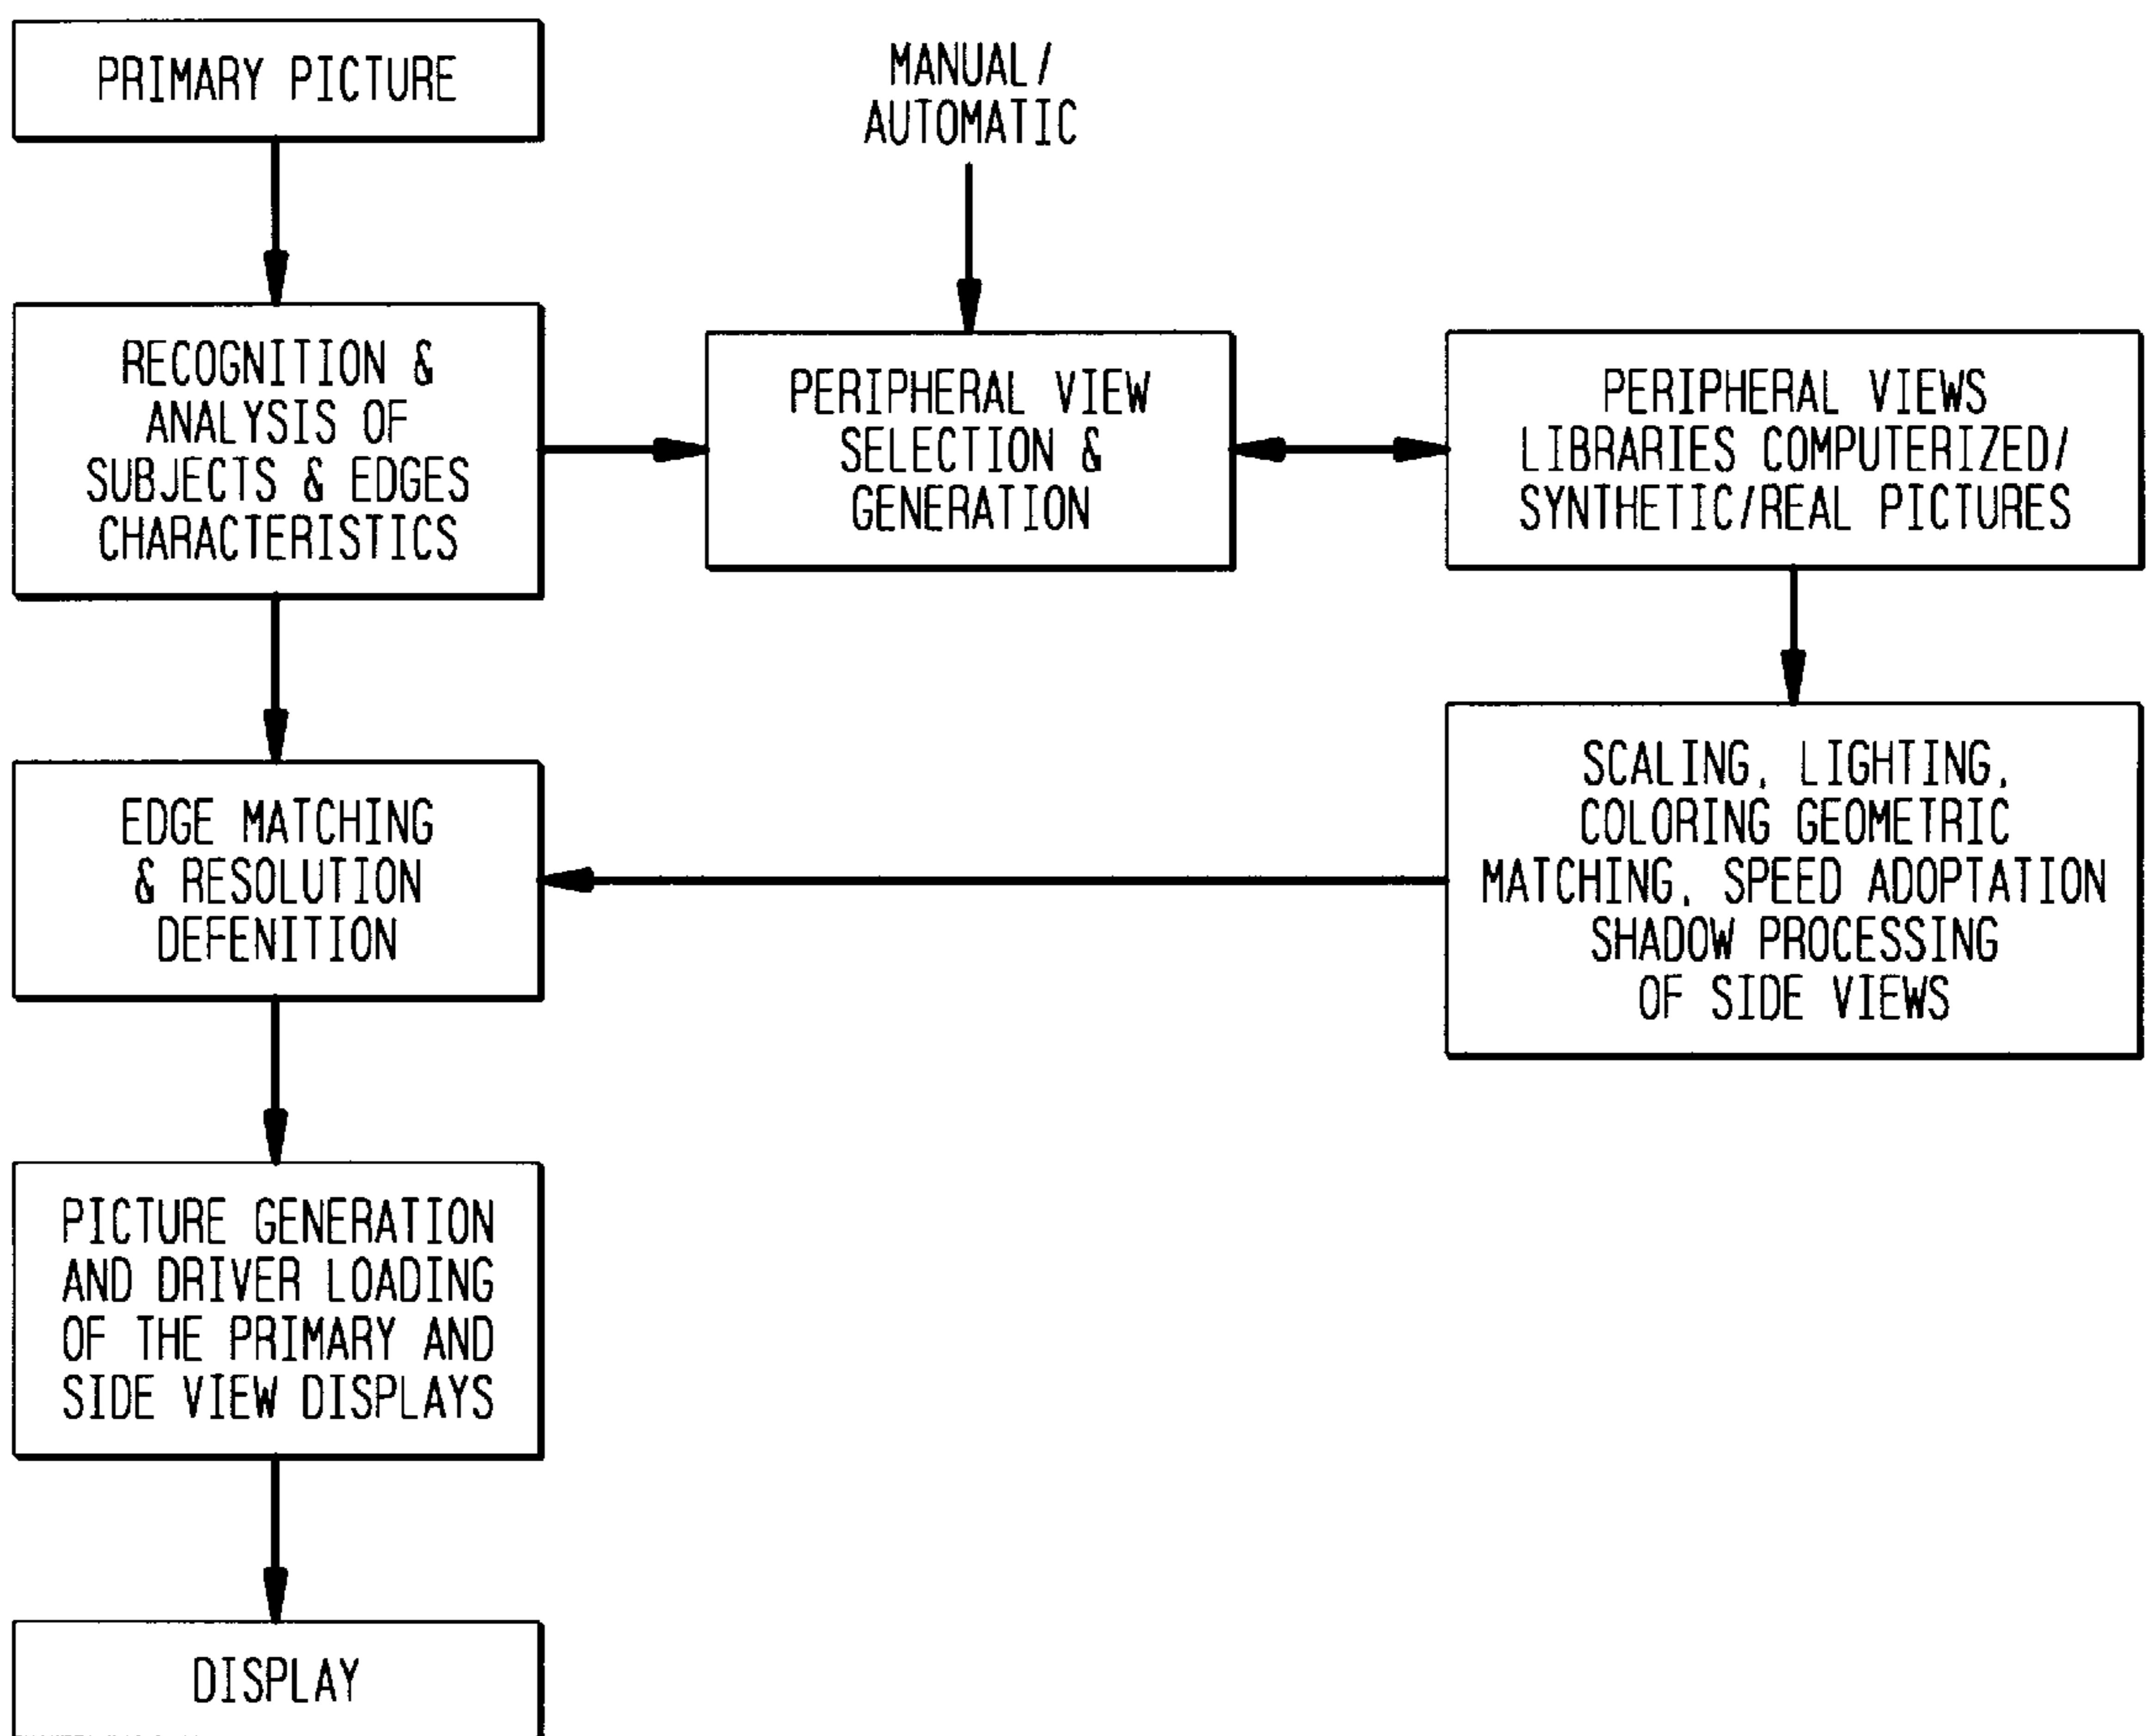 PRIMARY PICTURE
MANUAL/
AUTOMATIC
RECOGNITION &
ANALYSIS OF
SUBJECTS & EDGES
CHARACTERISTICS
PERIPHERAL VIEW
SELECTION &
GENERATION
PERIPHERAL VIEWS
LIBRARIES COMPUTERIZED/
SYNTHETIC/REAL PICTURES
EDGE MATCHING
& RESOLUTION
DEFENITION
SCALING, LIGHTING,
COLORING GEOMETRIC
MATCHING, SPEED ADOPTATION
SHADOW PROCESSING
OF SIDE VIEWS
PICTURE GENERATION
AND DRIVER LOADING
OF THE PRIMARY AND
SIDE VIEW DISPLAYS
DISPLAY